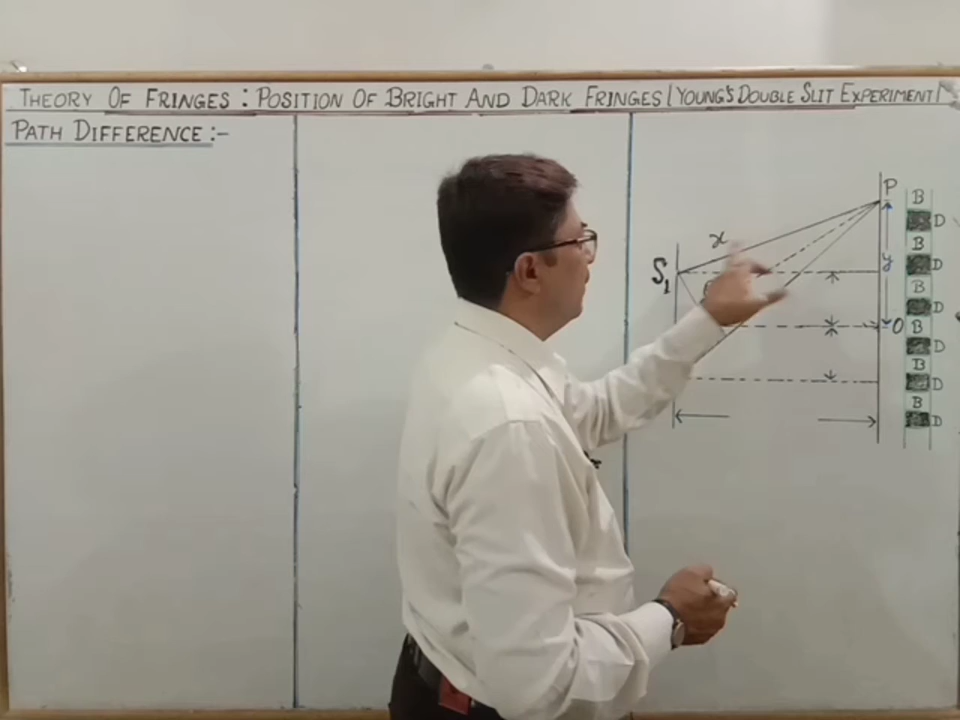 THEORY OF FRINGES : POSITION OF BRIGHT AND DARK FRINGES (YOUNG'S DOUBLE SLIT EXPERIMENT)
PATH DIFFERENCE :-
P
B
D
x
B
y
S1
D
B
D
O
B
D
B
D
B
D